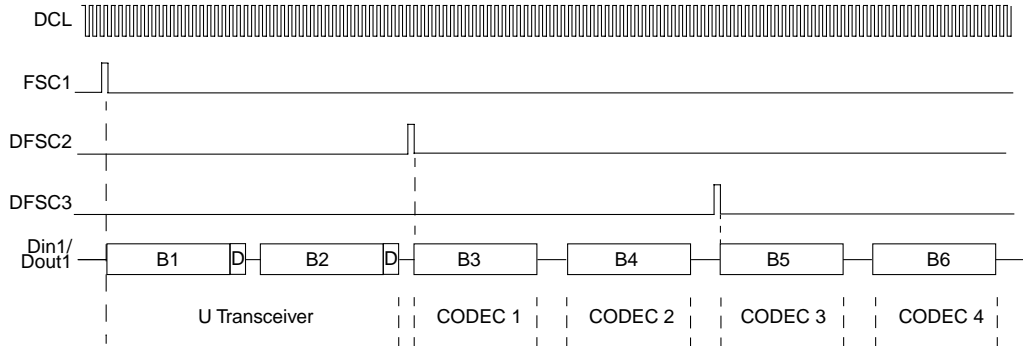 DCL
FSC1
DFSC2
DFSC3
Din1/
Dout1
B1 D B2 D B3 B4 B5 B6
U Transceiver CODEC 1 CODEC 2 CODEC 3 CODEC 4